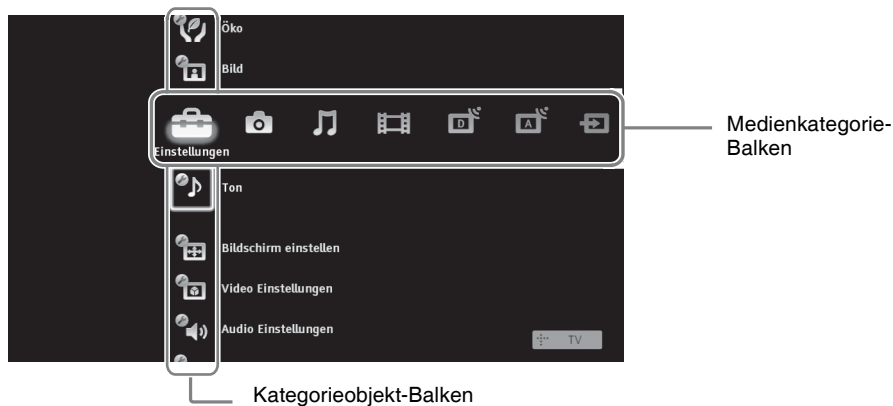 Öko
Bild
D
A
Einstellungen
Medienkategorie-
Balken
Ton
Bildschirm einstellen
Video Einstellungen
Audio Einstellungen
TV
Kategorieobjekt-Balken